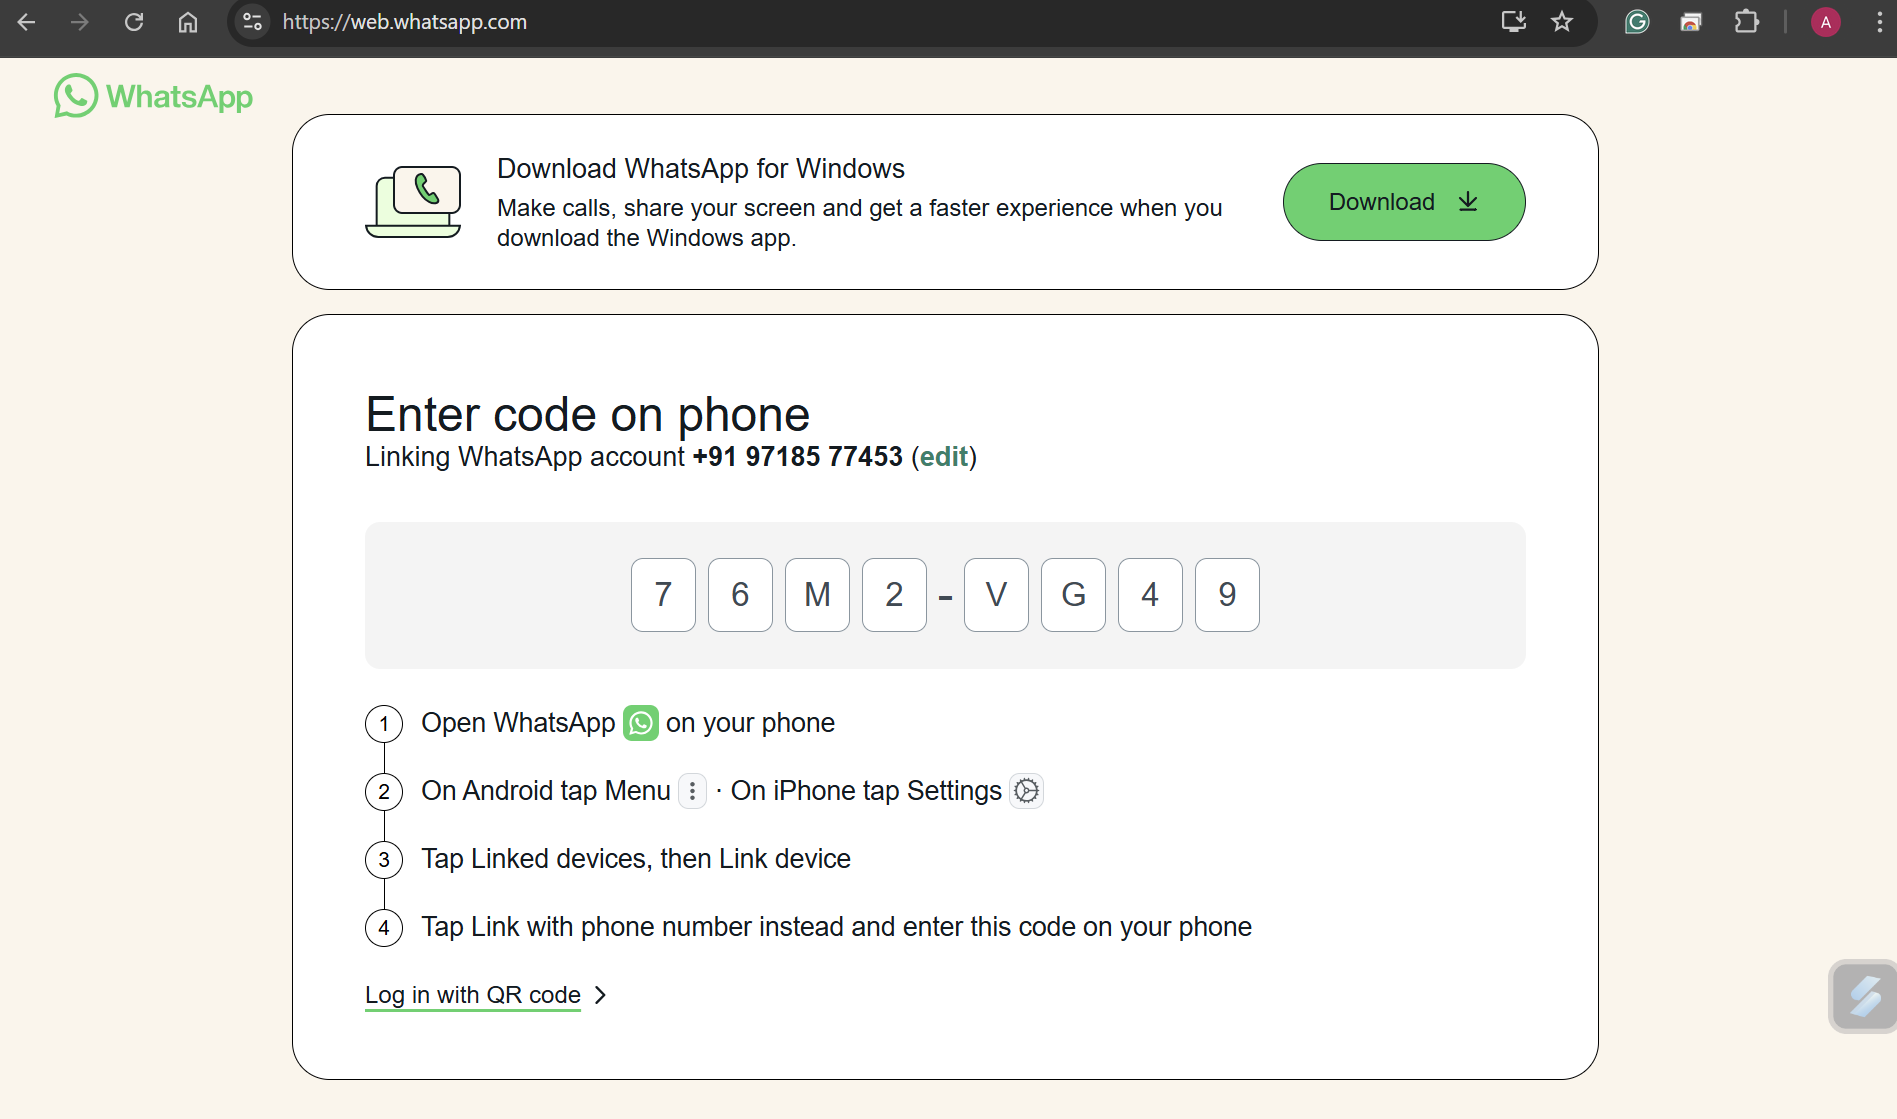 https://web.whatsapp.com
A
WhatsApp
Download WhatsApp for Windows
Make calls, share your screen and get a faster experience when you
download the Windows app.
Download
Enter code on phone
Linking WhatsApp account +91 97185 77453 (edit)
7 6 M 2 - V G 4 9
1 Open WhatsApp on your phone
2 On Android tap Menu · On iPhone tap Settings
3 Tap Linked devices, then Link device
4 Tap Link with phone number instead and enter this code on your phone
Log in with QR code